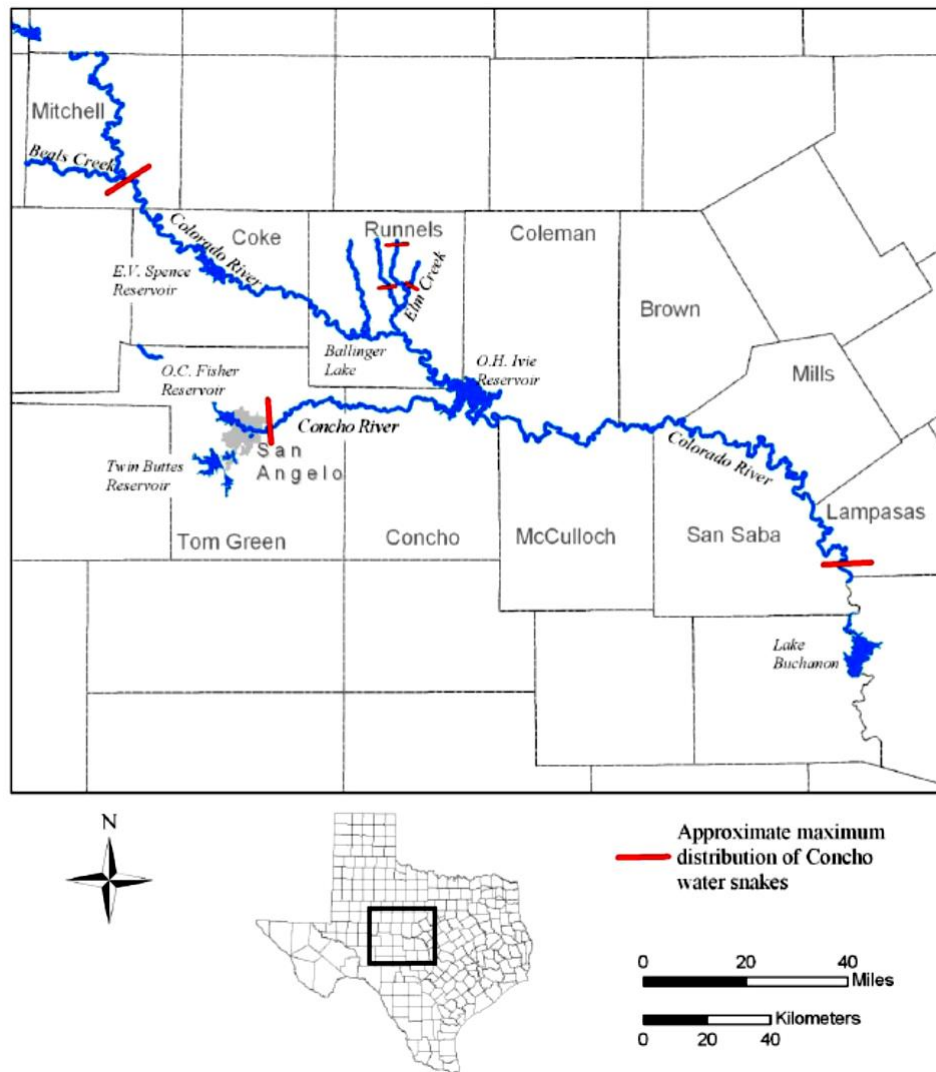 Mitchell
Beals Creek
Colorado River
Coke
Runnels
Coleman
E.V. Spence
Reservoir
Elm Creek
Brown
Ballinger
Lake
O.H. Ivie
Reservoir
Mills
O.C. Fisher
Reservoir
Concho River
San
Angelo
Twin Buttes
Reservoir
Colorado River
Lampasas
Tom Green
Concho
McCulloch
San Saba
Lake
Buchanon
N
Approximate maximum
distribution of Concho
water snakes
0 20 40
Miles
Kilometers
0 20 40